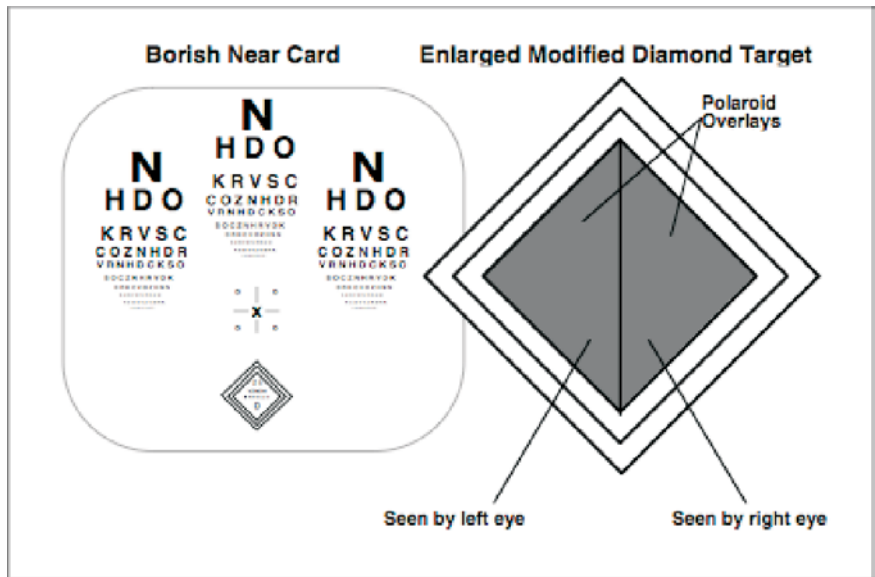 Borish Near Card
Enlarged Modified Diamond Target
N
HDO
KRVSC
COZNHDR
VRNHDCKSO
N
HDO
KRVSC
COZNHDR
VRNHDCKSO
N
HDO
KRVSC
COZNHDR
VRNHDCKSO
X
Polaroid
Overlays
Seen by left eye
Seen by right eye